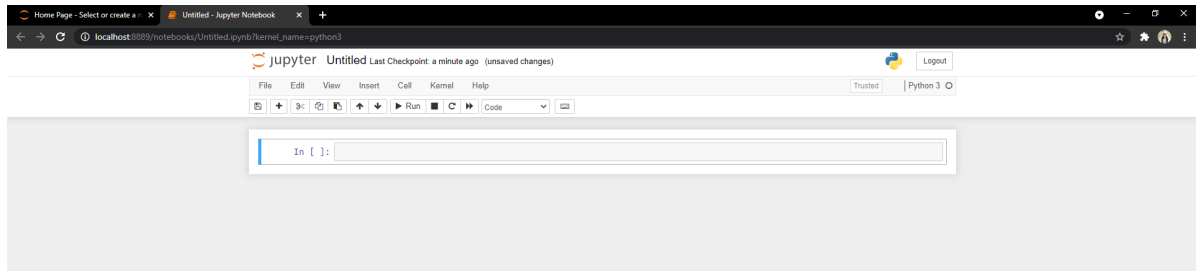 Home Page - Select or create a n
Untitled - Jupyter Notebook
localhost:8889/notebooks/Untitled.ipynb?kernel_name=python3
jupyter Untitled Last Checkpoint: a minute ago (unsaved changes)
Logout
File Edit View Insert Cell Kernel Help
Trusted
Python 3
Run
Code
In [ ]: